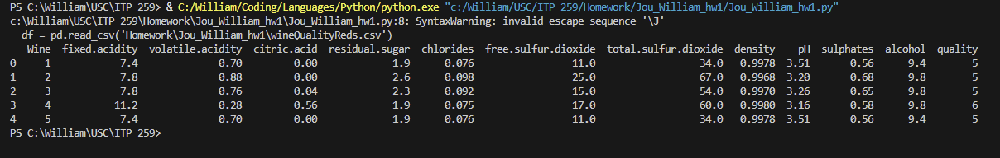 PS C:\William\USC\ITP 259> & C:/William/Coding/Languages/Python/python.exe "c:/William/USC/ITP 259/Homework/Jou_William_hw1/Jou_William_hw1.py"
c:\William\USC\ITP 259\Homework\Jou_William_hw1\Jou_William_hw1.py:8: SyntaxWarning: invalid escape sequence '\J'
  df = pd.read_csv('Homework\Jou_William_hw1\wineQualityReds.csv')
   Wine  fixed.acidity  volatile.acidity  citric.acid  residual.sugar  chlorides  free.sulfur.dioxide  total.sulfur.dioxide  density    pH  sulphates  alcohol  quality
0     1            7.4              0.70         0.00             1.9      0.076                 11.0                  34.0   0.9978  3.51       0.56      9.4        5
1     2            7.8              0.88         0.00             2.6      0.098                 25.0                  67.0   0.9968  3.20       0.68      9.8        5
2     3            7.8              0.76         0.04             2.3      0.092                 15.0                  54.0   0.9970  3.26       0.65      9.8        5
3     4           11.2              0.28         0.56             1.9      0.075                 17.0                  60.0   0.9980  3.16       0.58      9.8        6
4     5            7.4              0.70         0.00             1.9      0.076                 11.0                  34.0   0.9978  3.51       0.56      9.4        5
PS C:\William\USC\ITP 259>